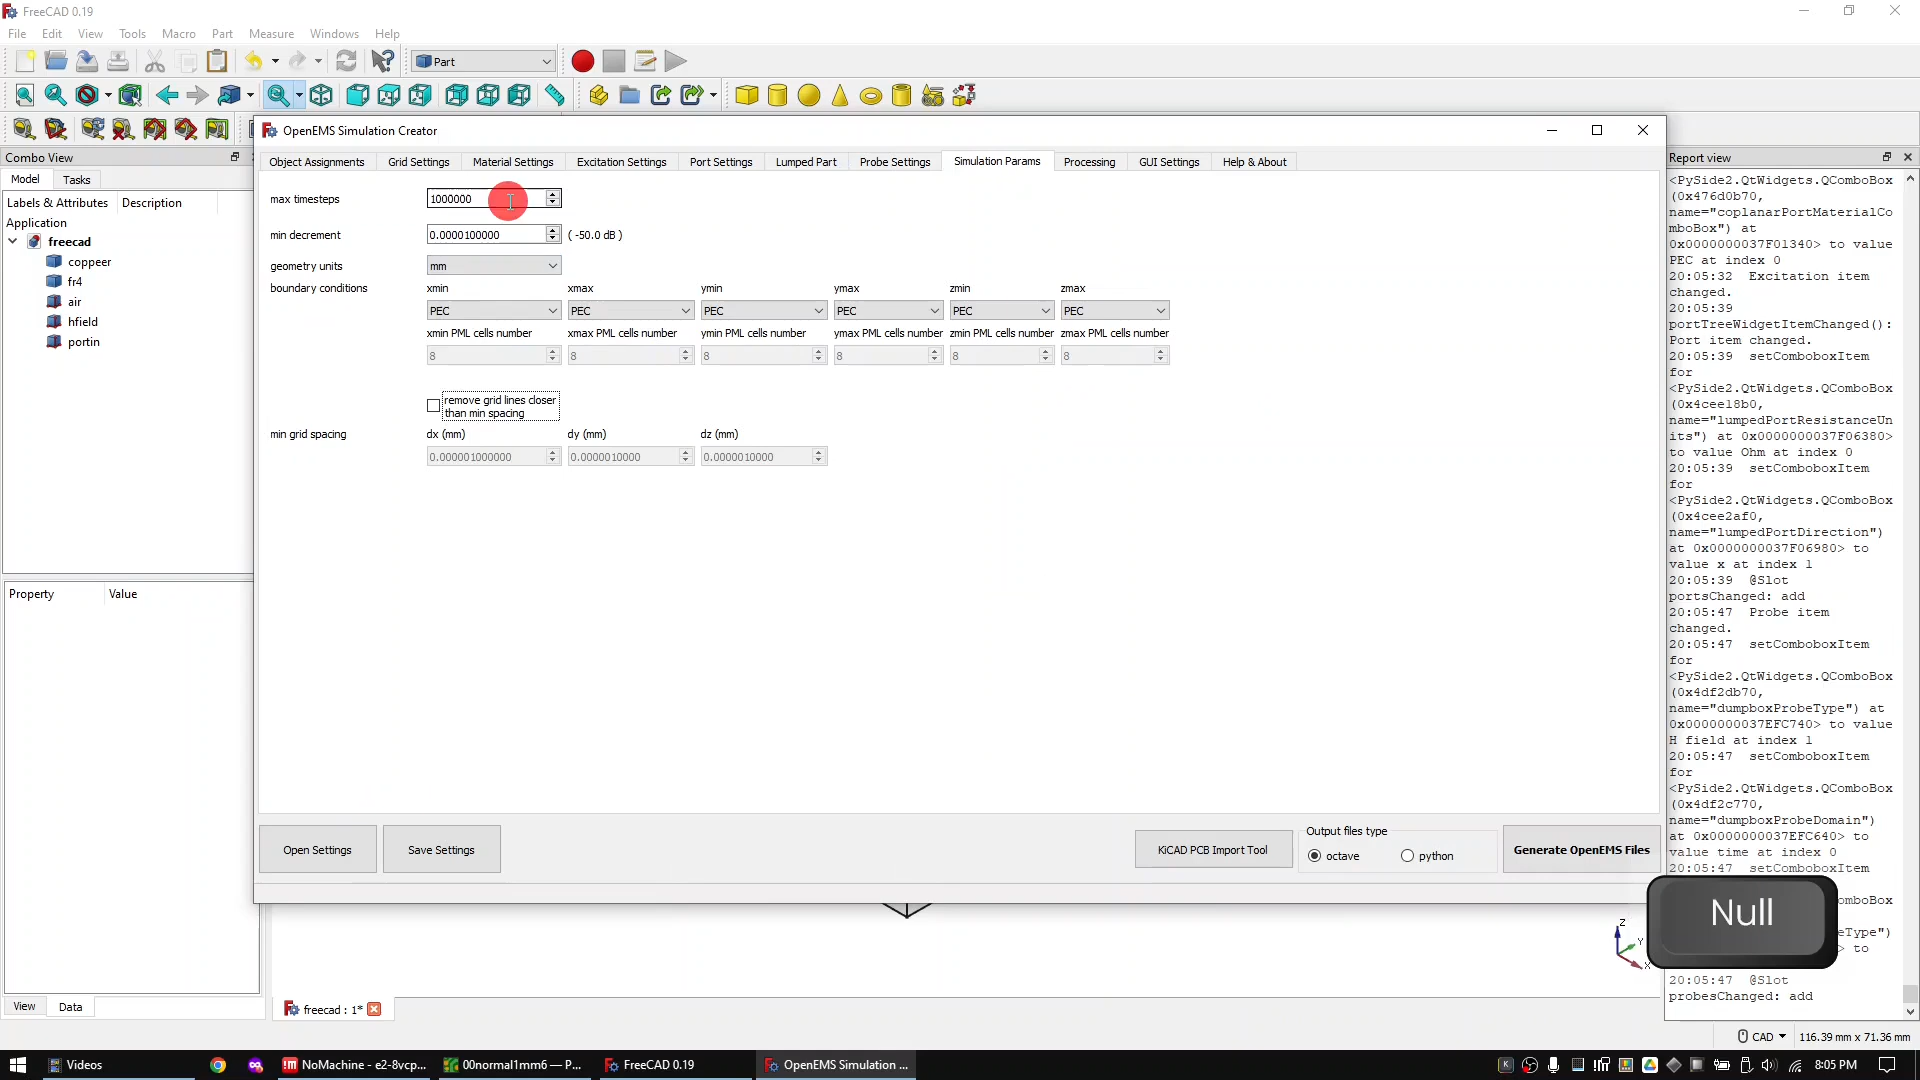 FreeCAD 0.19
File Edit View Tools Macro Part Measure Windows Help
Part
Combo View
Model Tasks
Labels & Attributes Description
Application
freecad
coppeer
fr4
air
hfield
portin
Property Value
View Data
OpenEMS Simulation Creator
Object Assignments Grid Settings Material Settings Excitation Settings Port Settings Lumped Part Probe Settings Simulation Params Processing GUI Settings Help & About
max timesteps 1000000
min decrement 0.0000100000 ( -50.0 dB )
geometry units mm
boundary conditions xmin xmax ymin ymax zmin zmax
PEC PEC PEC PEC PEC PEC
xmin PML cells number xmax PML cells number ymin PML cells number ymax PML cells number zmin PML cells number zmax PML cells number
8 8 8 8 8 8
remove grid lines closer
than min spacing
min grid spacing dx (mm) dy (mm) dz (mm)
0.000001000000 0.0000010000 0.0000010000
Open Settings Save Settings KiCAD PCB Import Tool
Output files type
octave python
Generate OpenEMS Files
Report view
<PySide2.QtWidgets.QComboBox
(0x476d0b70,
name="coplanarPortMaterialCo
mboBox") at
0x0000000037F01340> to value
PEC at index 0
20:05:32 Excitation item
changed.
20:05:39
portTreeWidgetItemChanged():
Port item changed.
20:05:39 setComboboxItem
for
<PySide2.QtWidgets.QComboBox
(0x4cee18b0,
name="lumpedPortResistanceUn
its") at 0x0000000037F06380>
to value Ohm at index 0
20:05:39 setComboboxItem
for
<PySide2.QtWidgets.QComboBox
(0x4cee2af0,
name="lumpedPortDirection")
at 0x0000000037F06980> to
value x at index 1
20:05:39 @Slot
portsChanged: add
20:05:47 Probe item
changed.
20:05:47 setComboboxItem
for
<PySide2.QtWidgets.QComboBox
(0x4df2db70,
name="dumpboxProbeType") at
0x0000000037EFC740> to value
H field at index 1
20:05:47 setComboboxItem
for
<PySide2.QtWidgets.QComboBox
(0x4df2c770,
name="dumpboxProbeDomain")
at 0x0000000037EFC640> to
value time at index 0
20:05:47 setComboboxItem
omboBox
eType")
> to
20:05:47 @Slot
probesChanged: add
Null
Z
Y
X
freecad : 1*
CAD 116.39 mm x 71.36 mm
Videos NoMachine - e2-8vcp... 00normal1mm6 — P... FreeCAD 0.19 OpenEMS Simulation ... 8:05 PM